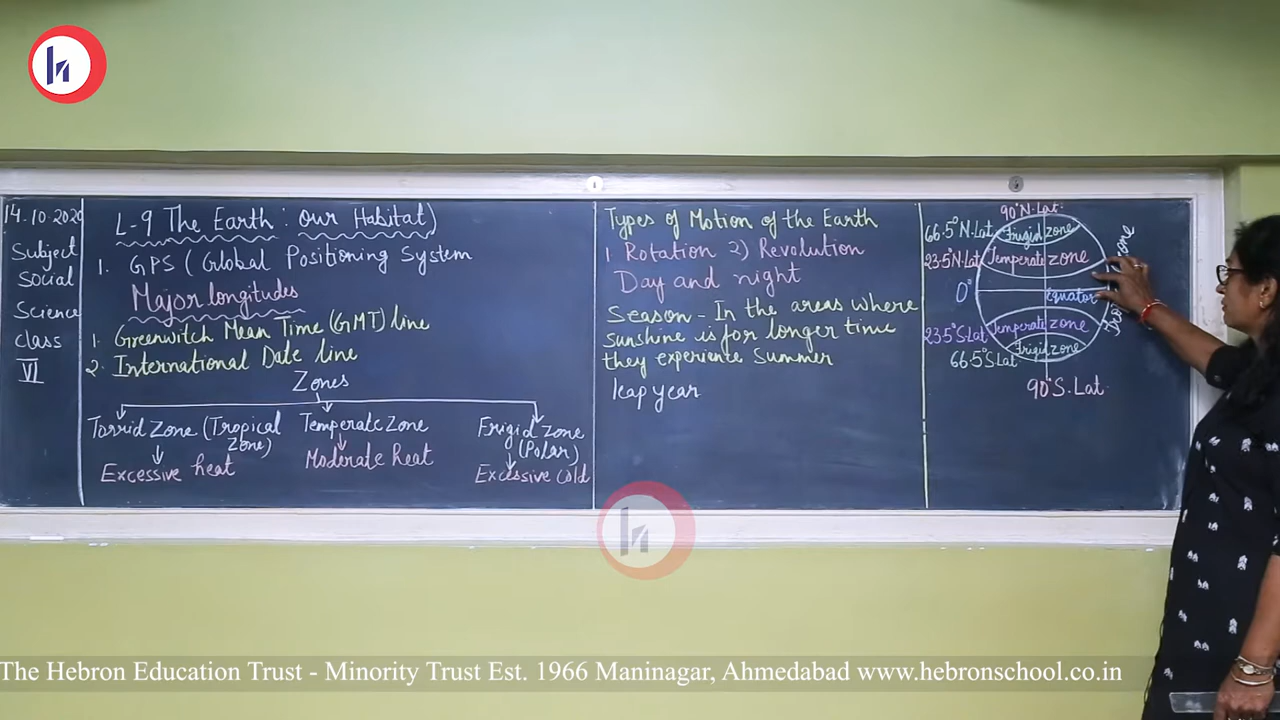 14.10.2020
Subject
Social
Science
class
VI
L-9 The Earth : Our Habitat)
1. GPS ( Global Positioning System
Major longitudes
1. Greenwitch Mean Time (GMT) line
2. International Date line
Zones
Torrid Zone (Tropical Zone)
Temperate Zone
Frigid Zone (Polar)
Excessive heat
Moderate heat
Excessive cold
Types of Motion of the Earth
1 Rotation 2) Revolution
Day and night
Season - In the areas where
sunshine is for longer time
they experience Summer
leap year
90° N. Lat.
66.5° N. Lat
Frigid zone
23.5° N. Lat
Temperate zone
0°
equator
23.5° S. Lat
Temperate zone
66.5° S. Lat
Frigid zone
90° S. Lat.
The Hebron Education Trust - Minority Trust Est. 1966 Maninagar, Ahmedabad www.hebronschool.co.in